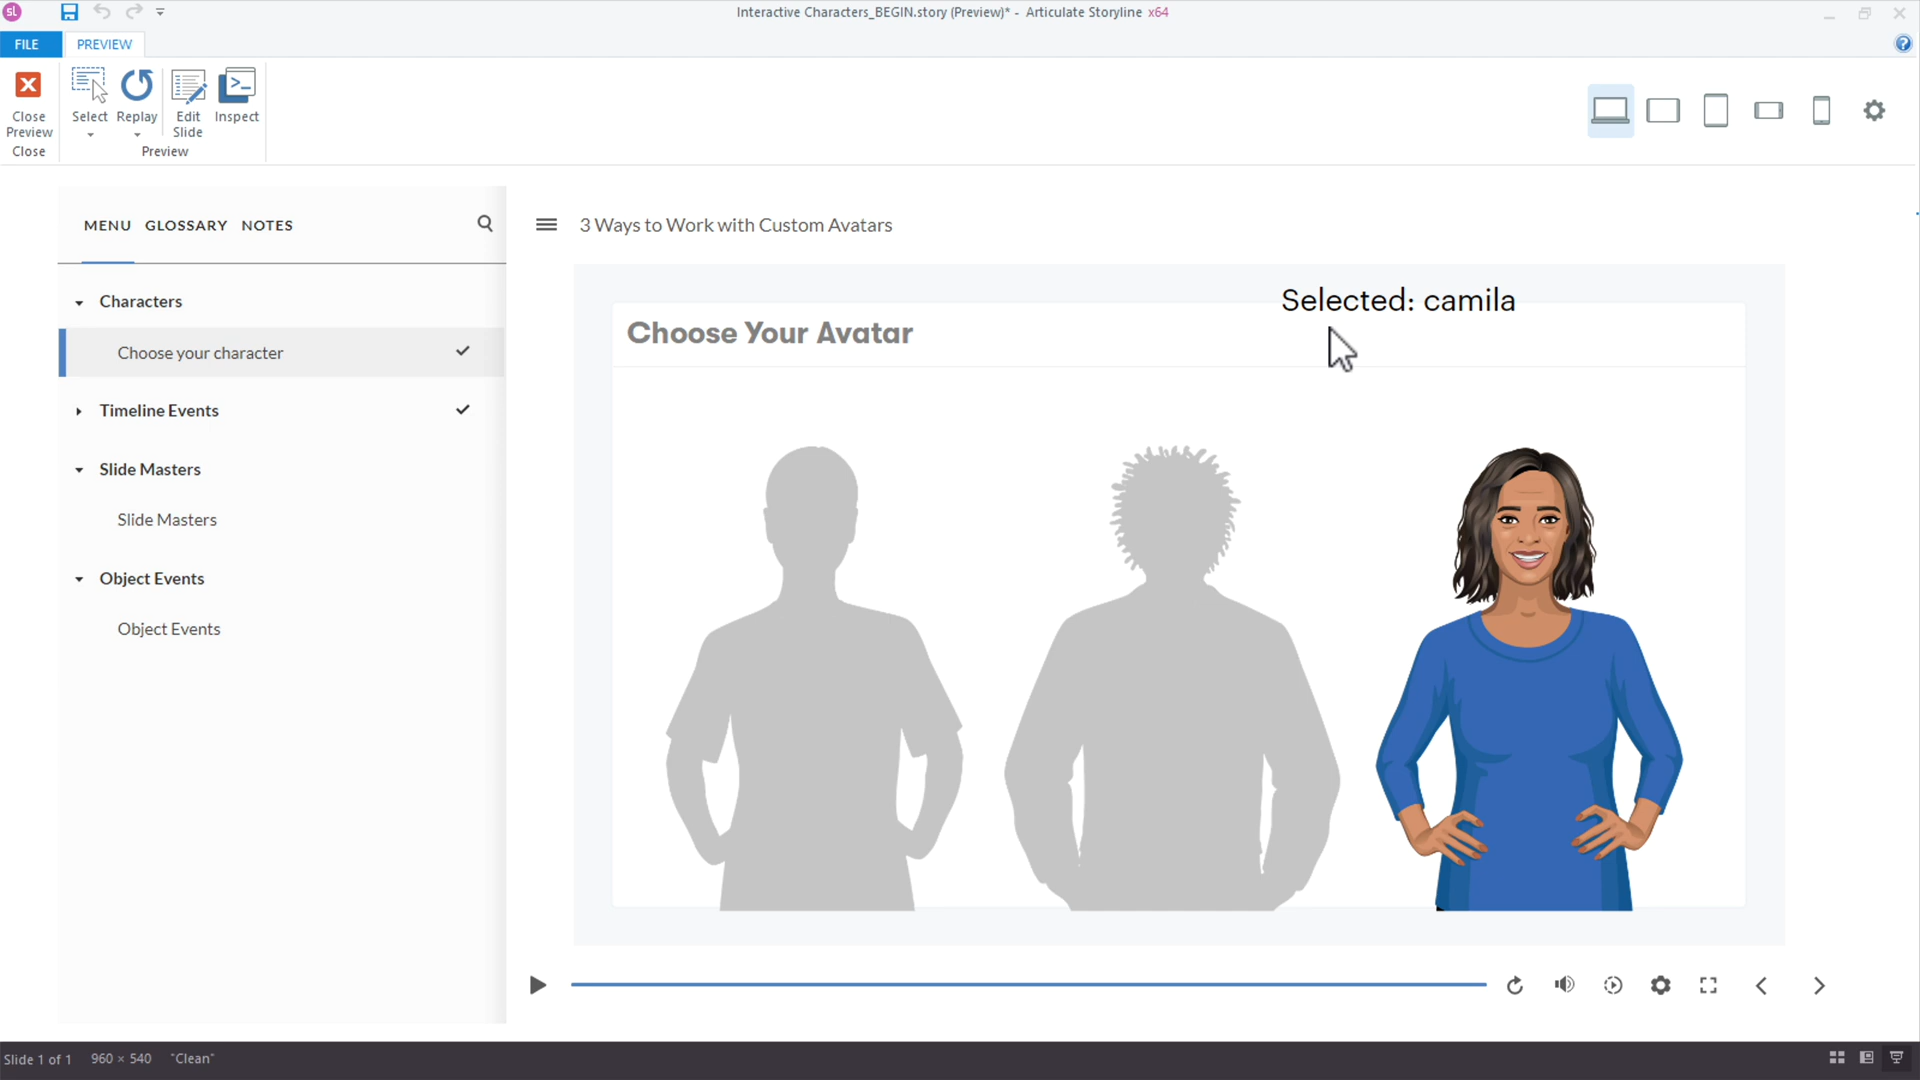 sl
Interactive Characters_BEGIN.story (Preview)* - Articulate Storyline x64
FILE
PREVIEW
?
Close Preview
Select
Replay
Edit Slide
Inspect
Close
Preview
MENU GLOSSARY NOTES
3 Ways to Work with Custom Avatars
Characters
Choose your character
Timeline Events
Slide Masters
Slide Masters
Object Events
Object Events
Selected: camila
Choose Your Avatar
Slide 1 of 1 960 × 540 "Clean"